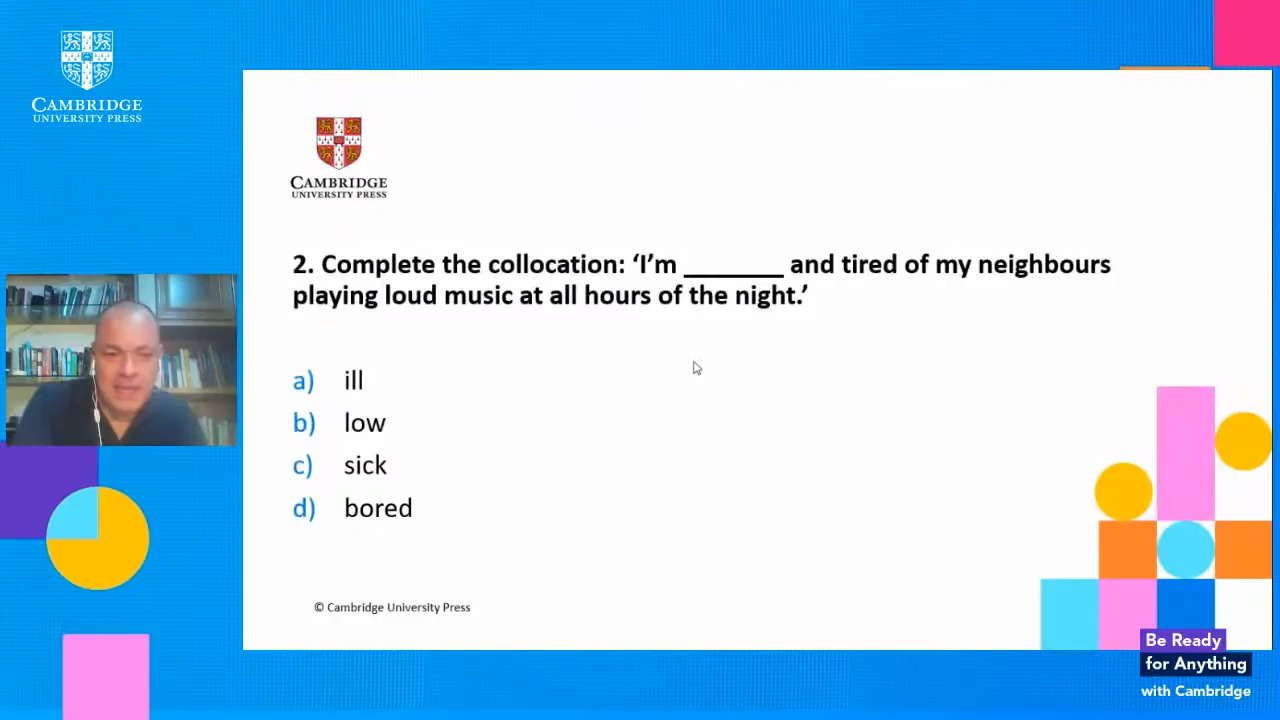 CAMBRIDGE
UNIVERSITY PRESS
CAMBRIDGE
UNIVERSITY PRESS
2. Complete the collocation: ‘I’m _______ and tired of my neighbours
playing loud music at all hours of the night.’
a) ill
b) low
c) sick
d) bored
© Cambridge University Press
Be Ready
for Anything
with Cambridge